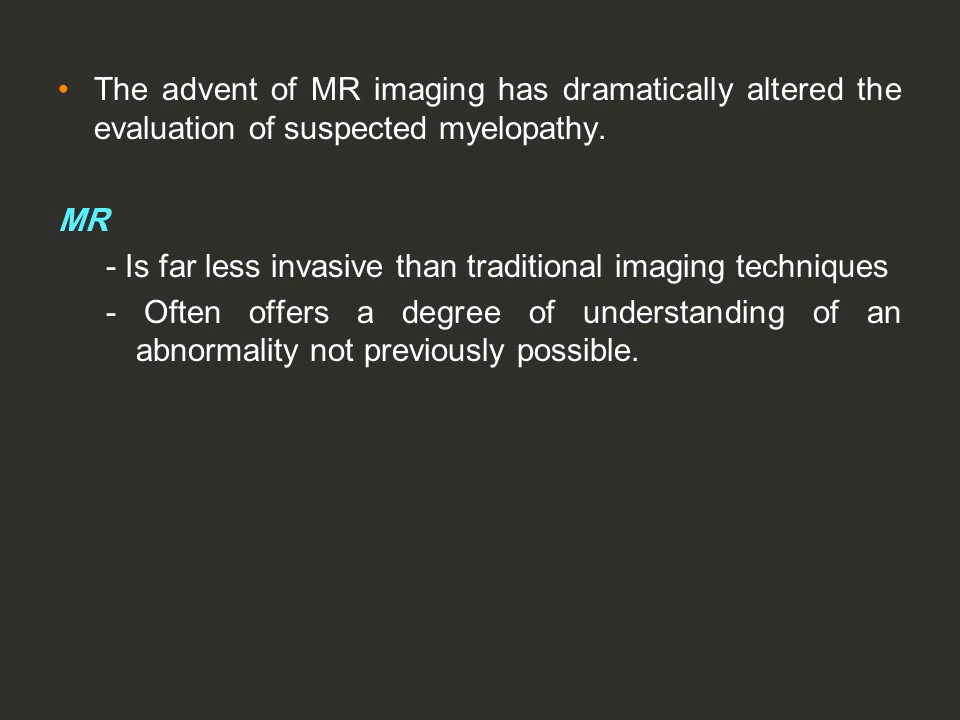 • The advent of MR imaging has dramatically altered the
evaluation of suspected myelopathy.
MR
- Is far less invasive than traditional imaging techniques
- Often offers a degree of understanding of an
abnormality not previously possible.